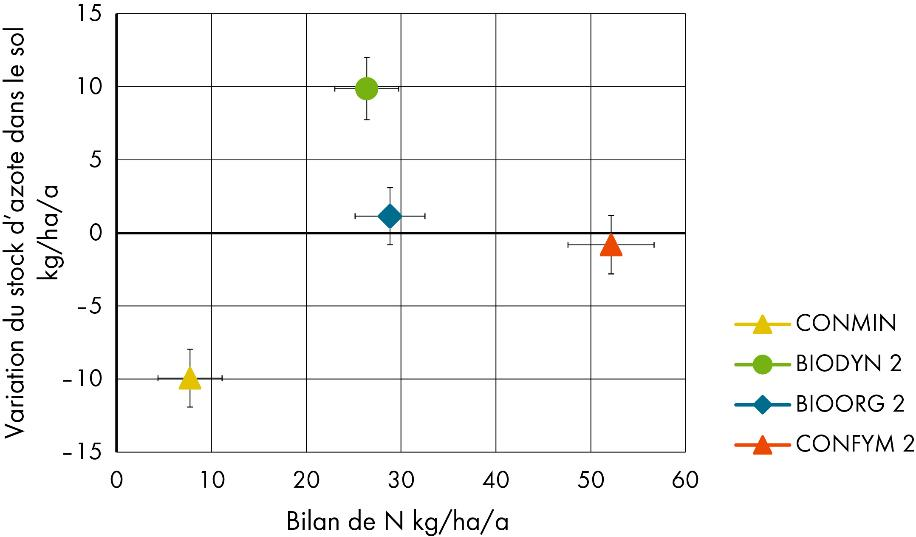 Variation du stock d'azote dans le sol
kg/ha/a
15
10
5
0
–5
–10
–15
0 10 20 30 40 50 60
Bilan de N kg/ha/a
CONMIN
BIODYN 2
BIOORG 2
CONFYM 2